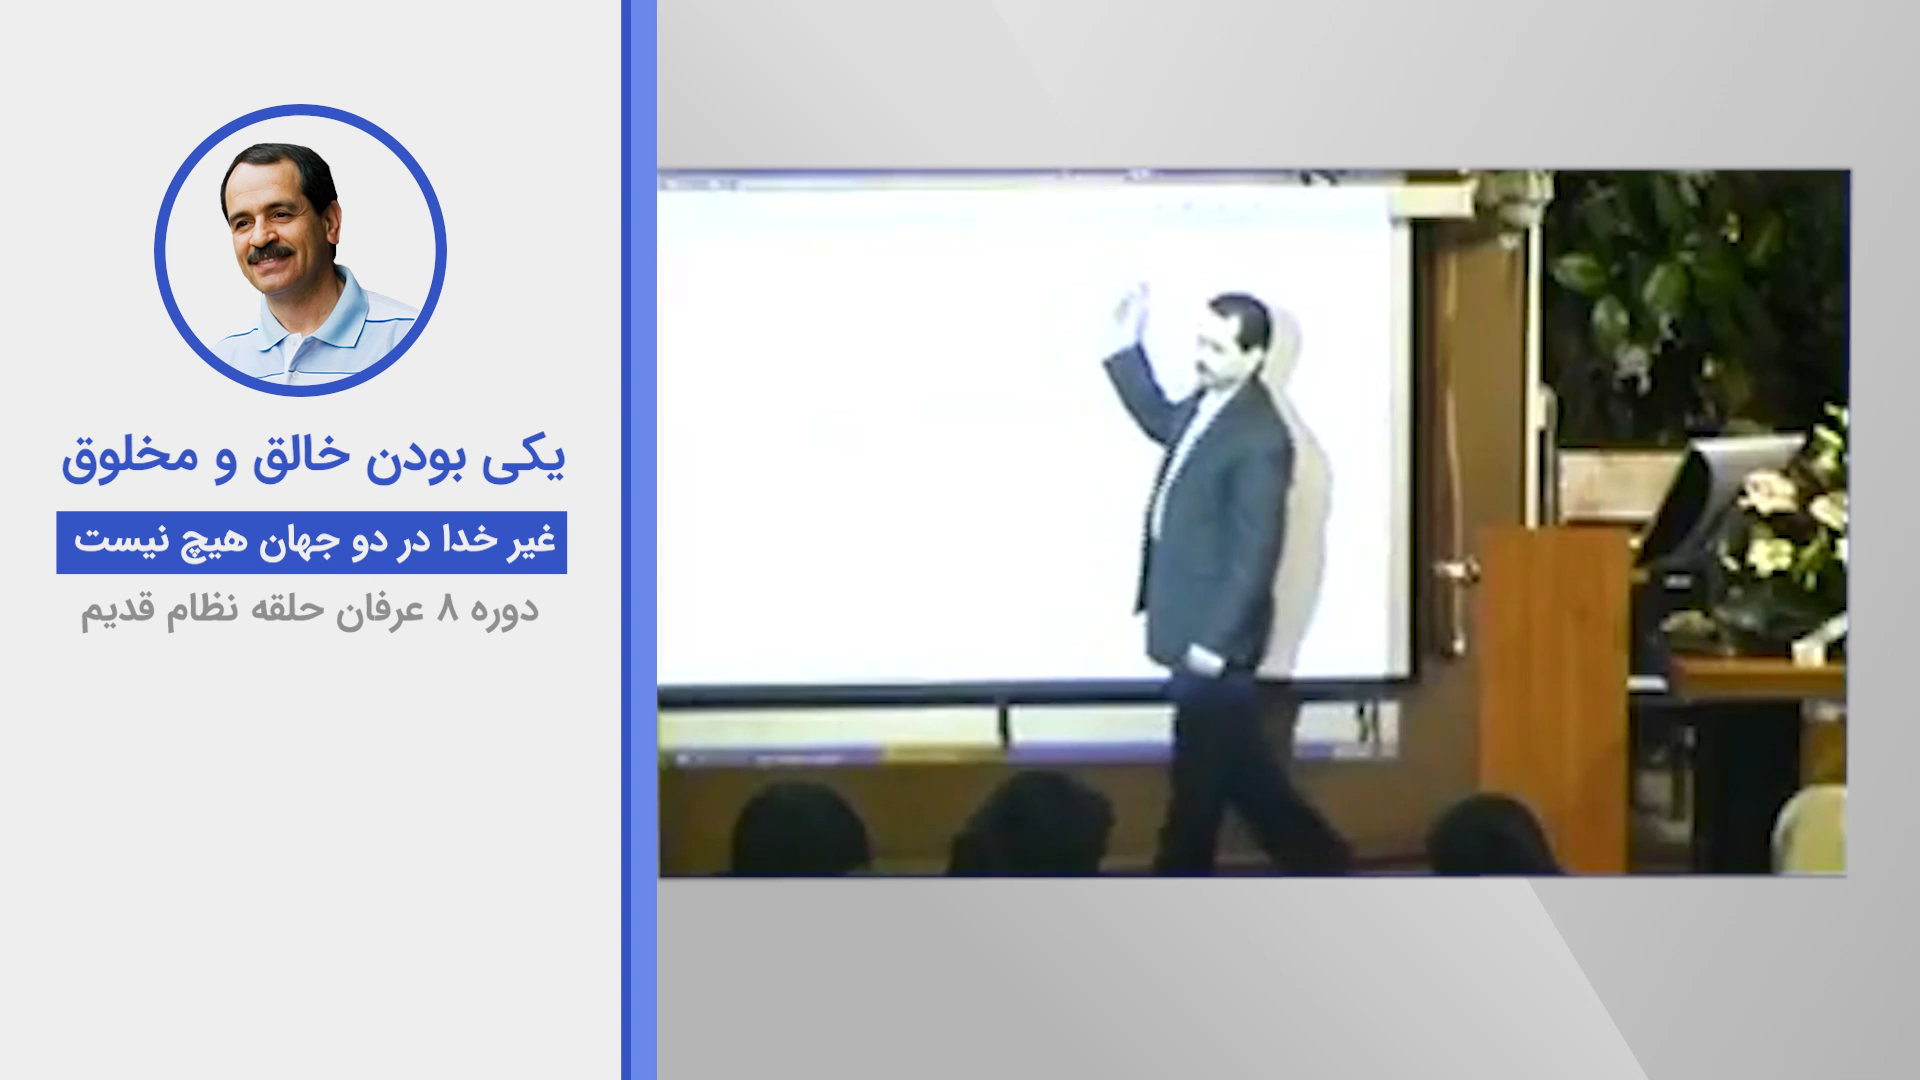 یکی بودن خالق و مخلوق
غیر خدا در دو جهان هیچ نیست
دوره ۸ عرفان حلقه نظام قدیم